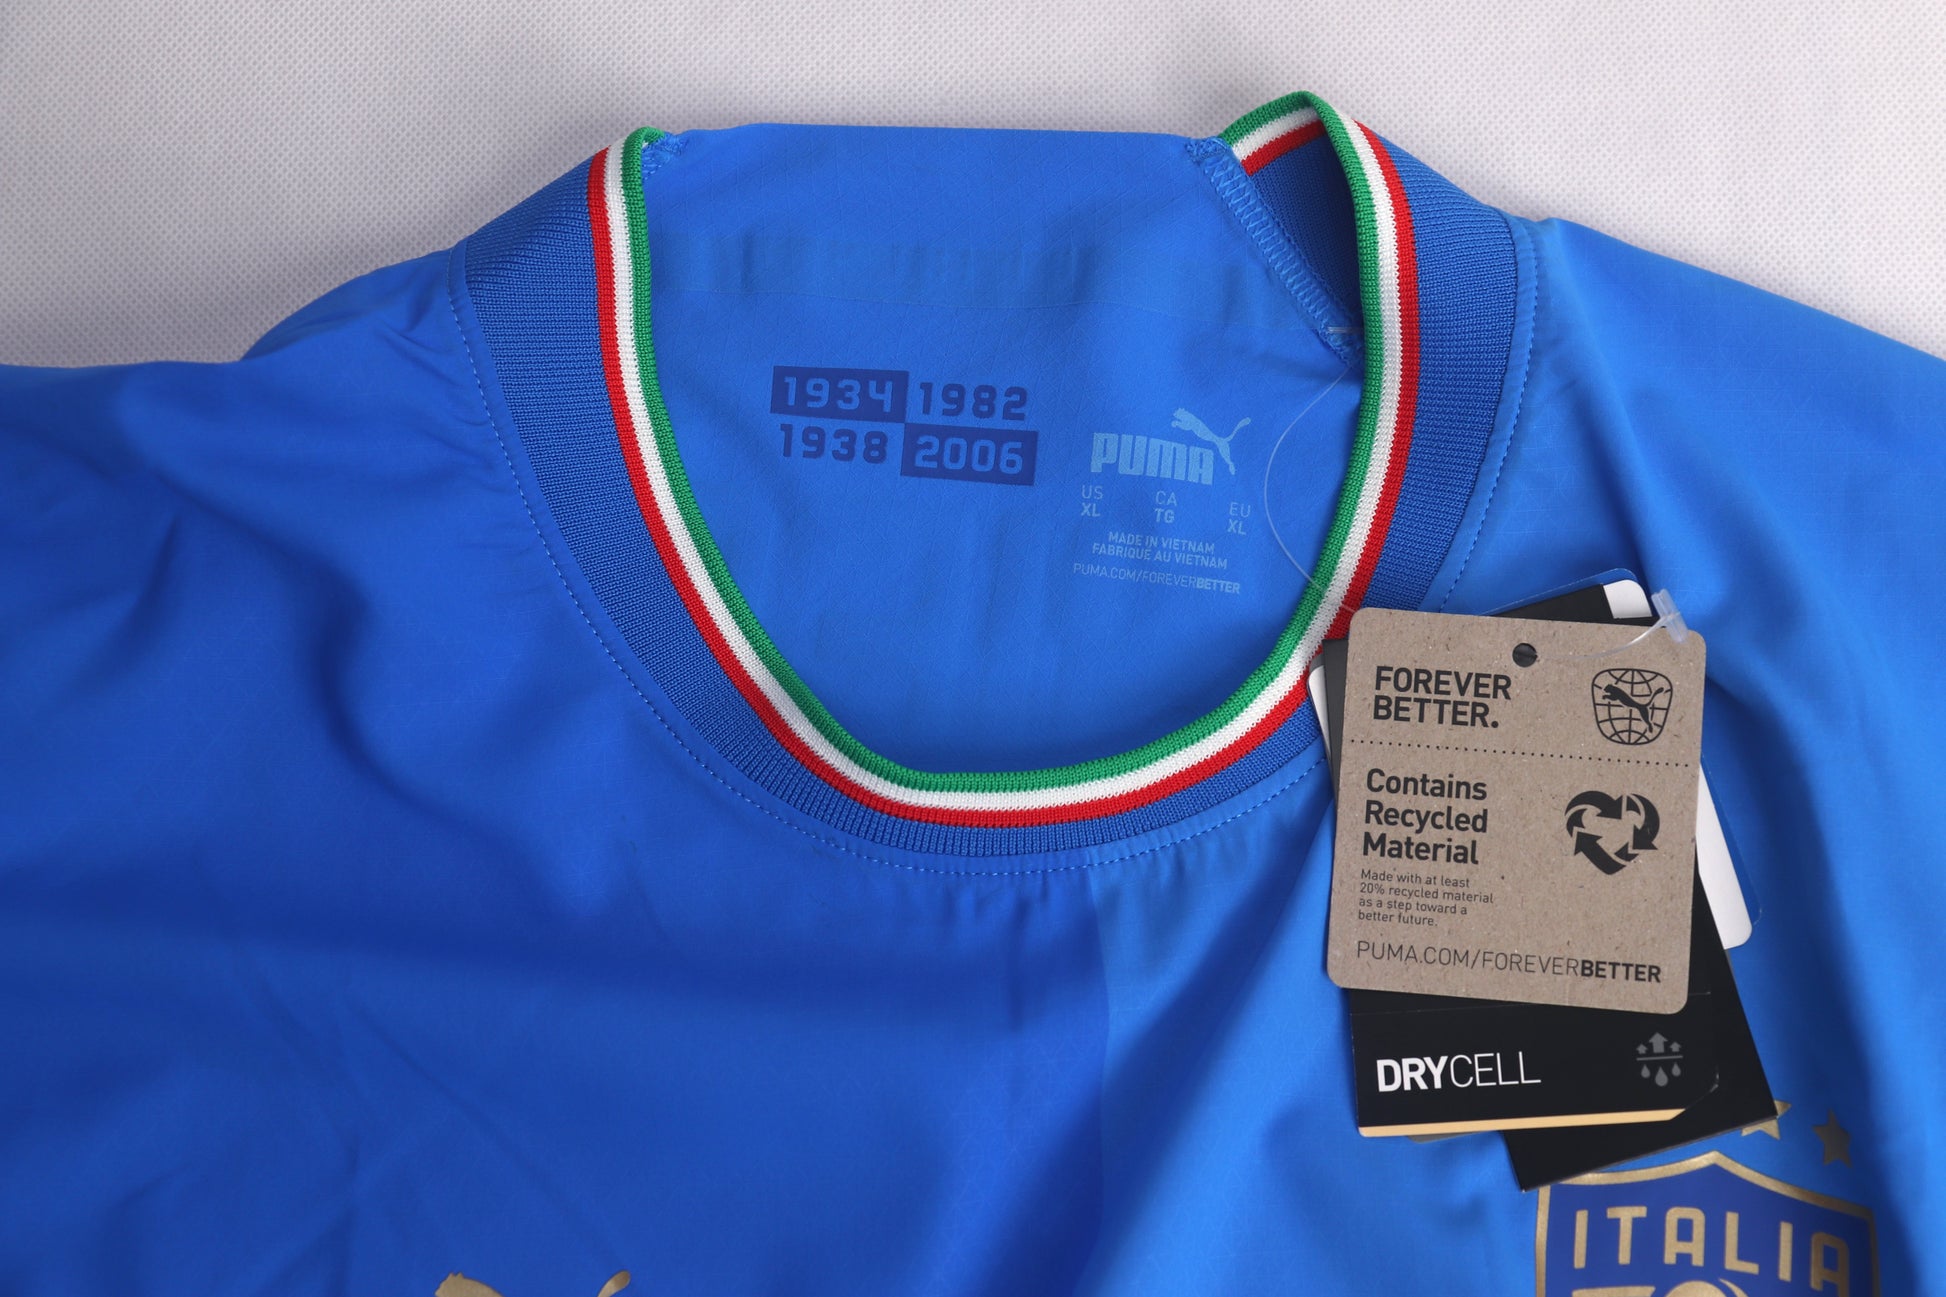 1934 1982
1938 2006
PUMA
US CA EU
XL TG XL
MADE IN VIETNAM
FABRIQUÉ AU VIETNAM
PUMA.COM/FOREVERBETTER
FOREVER
BETTER.
Contains
Recycled
Material
Made with at least
20% recycled material
as a step toward a
better future.
PUMA.COM/FOREVERBETTER
DRYCELL
ITALIA